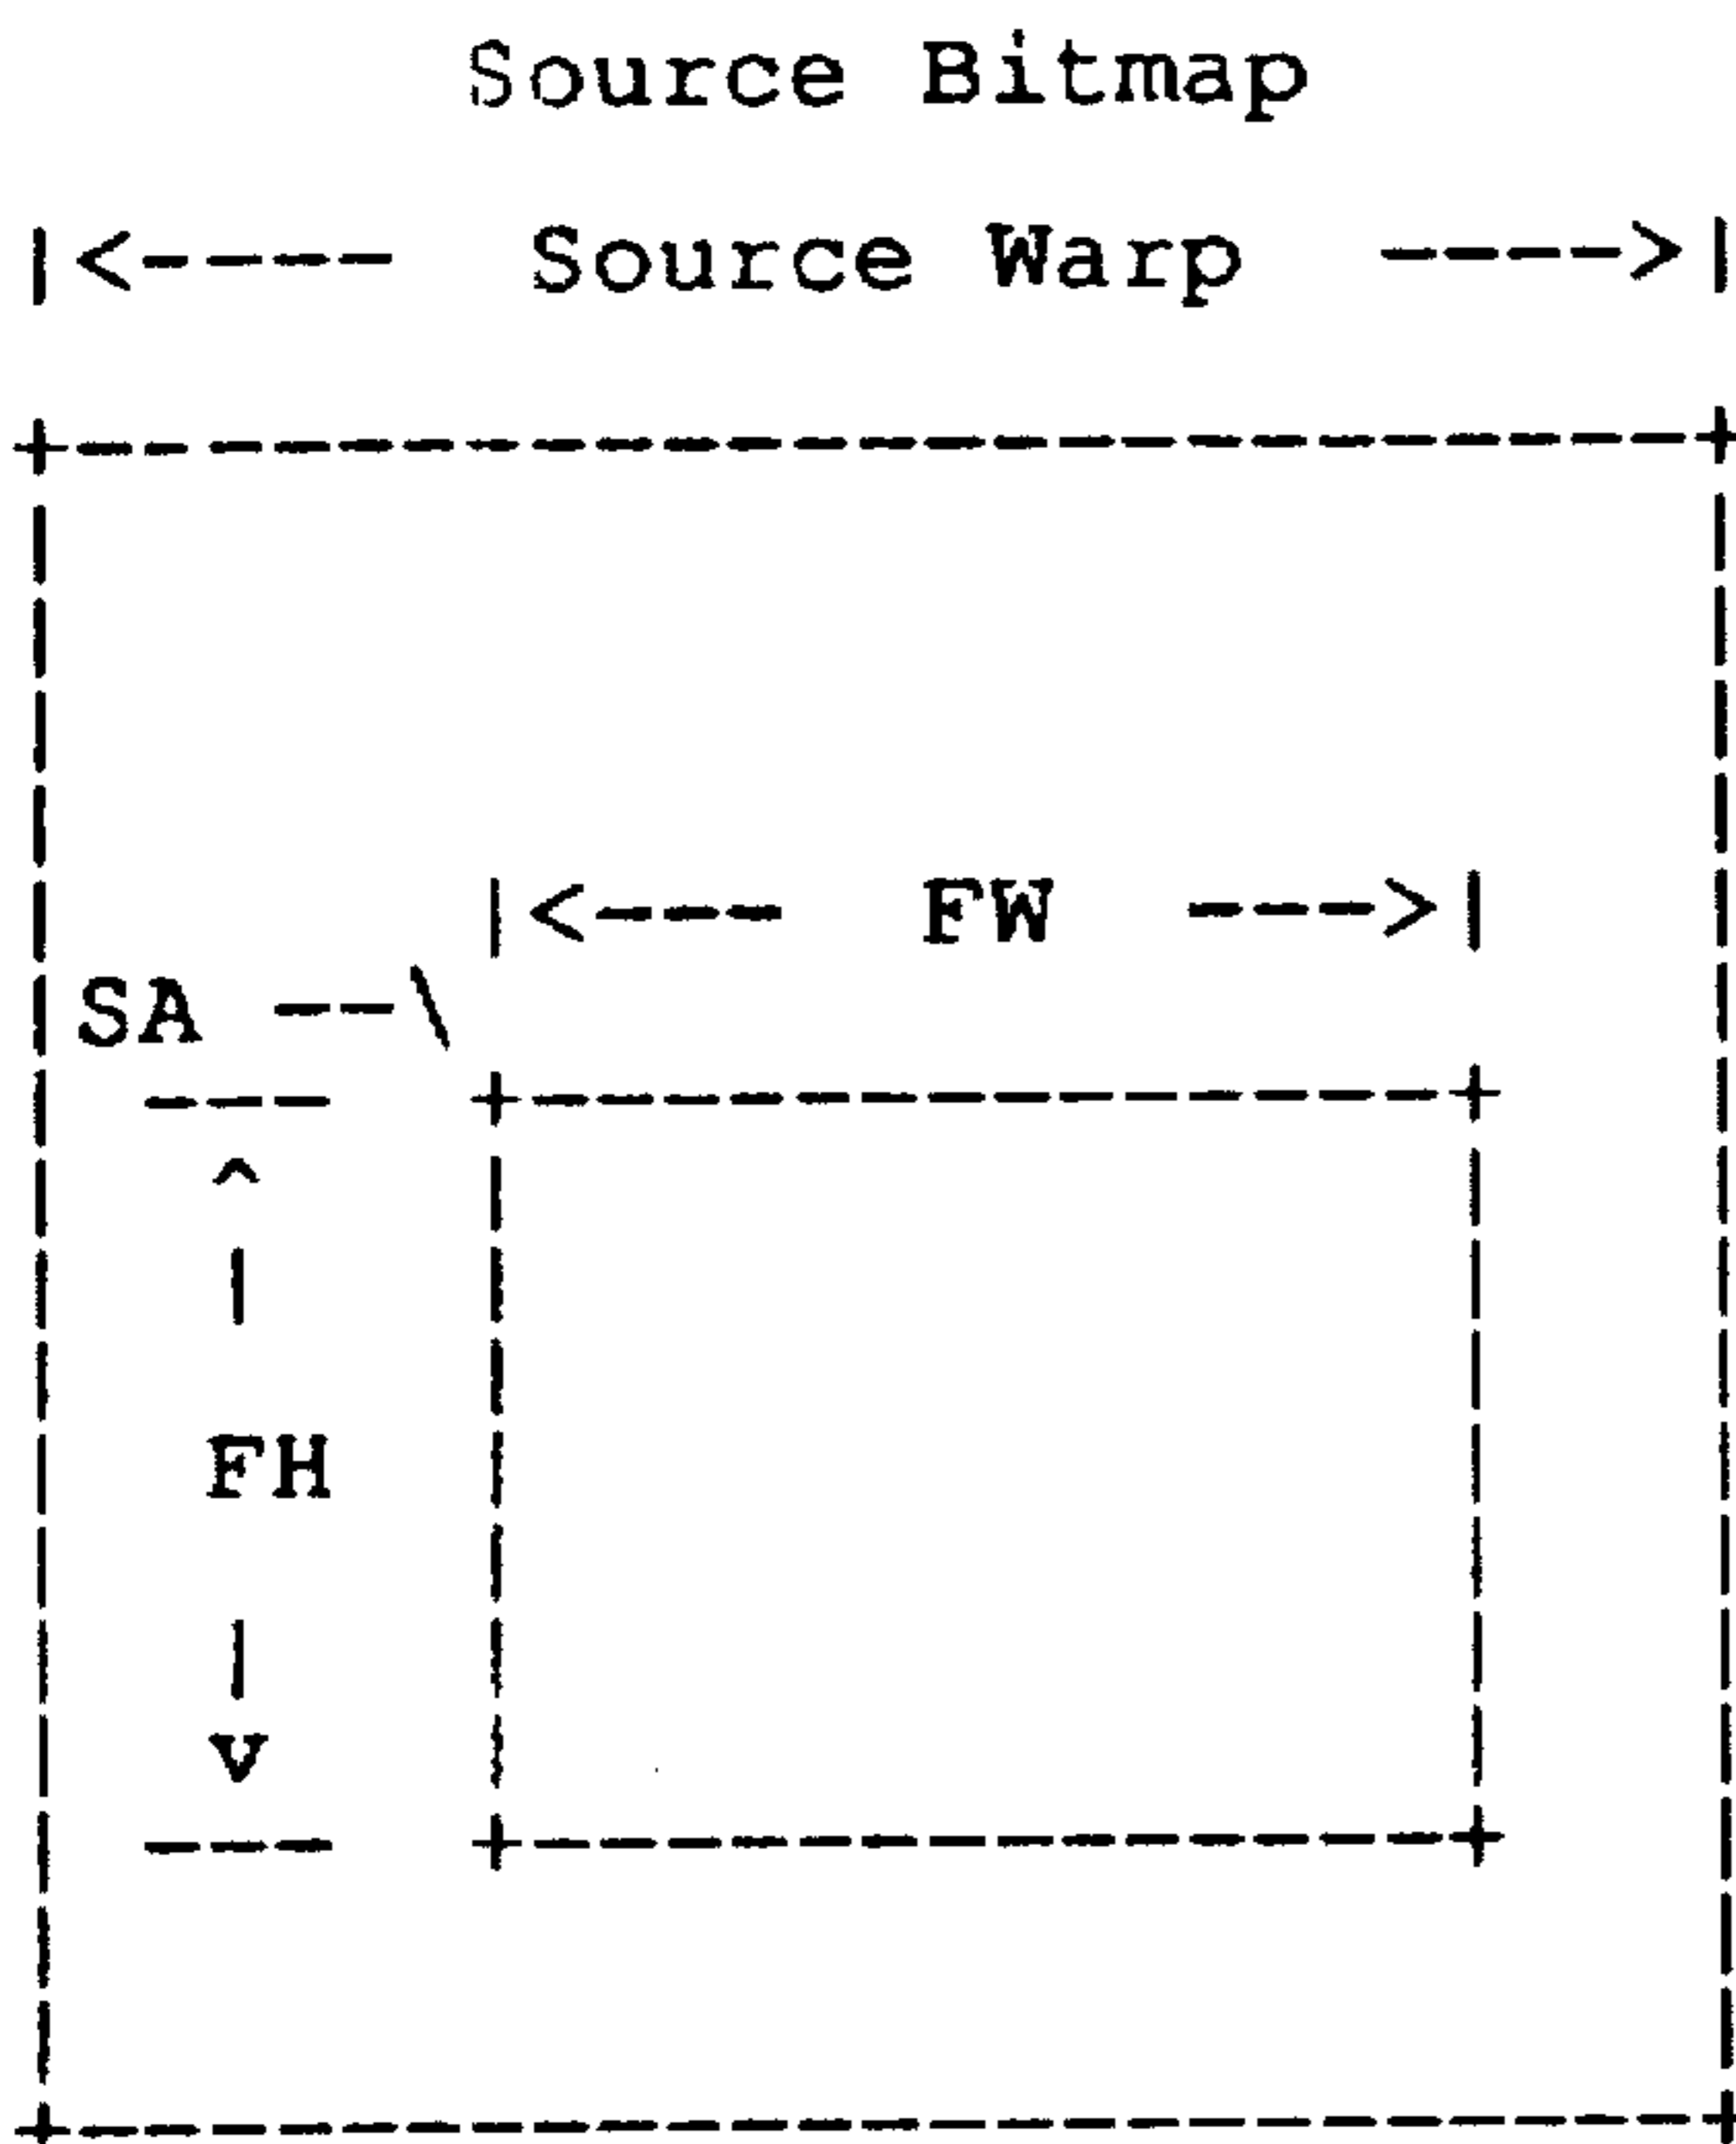 Source Bitmap
|<---- Source Warp ---->|
|<--- FW --->|
SA --\
FH